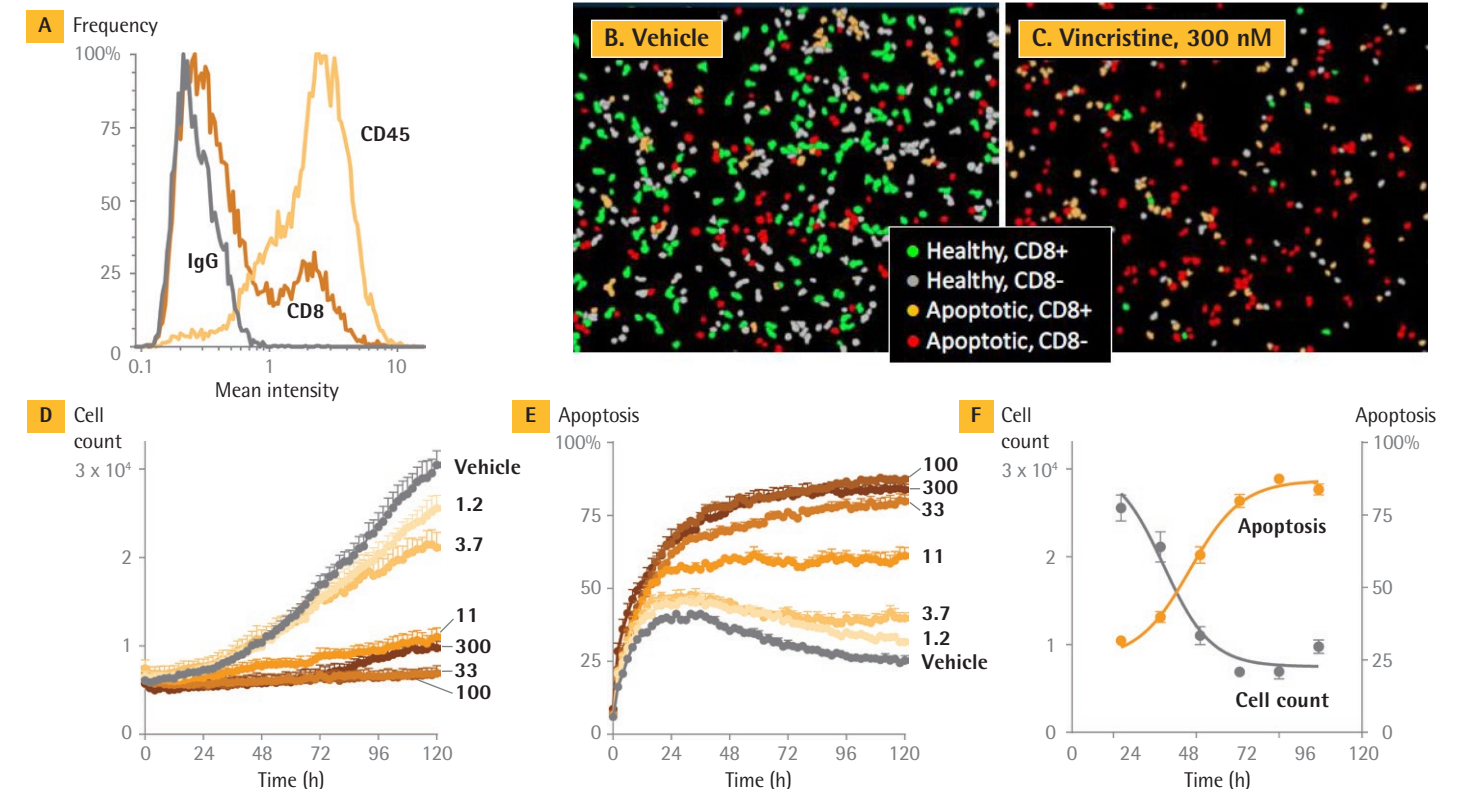 A Frequency
100%
75
50
25
0
IgG
CD8
CD45
0.1
1
10
Mean intensity
B. Vehicle
C. Vincristine, 300 nM
Healthy, CD8+
Healthy, CD8-
Apoptotic, CD8+
Apoptotic, CD8-
D Cell
count
3 x 10⁴
2
1
0
Vehicle
1.2
3.7
11
300
33
100
0 24 48 72 96 120
Time (h)
E Apoptosis
100%
75
50
25
0
100
300
33
11
3.7
1.2
Vehicle
0 24 48 72 96 120
Time (h)
F Cell
count
Apoptosis
3 x 10⁴
2
1
0
100%
75
50
25
0
Apoptosis
Cell count
0 24 48 72 96 120
Time (h)